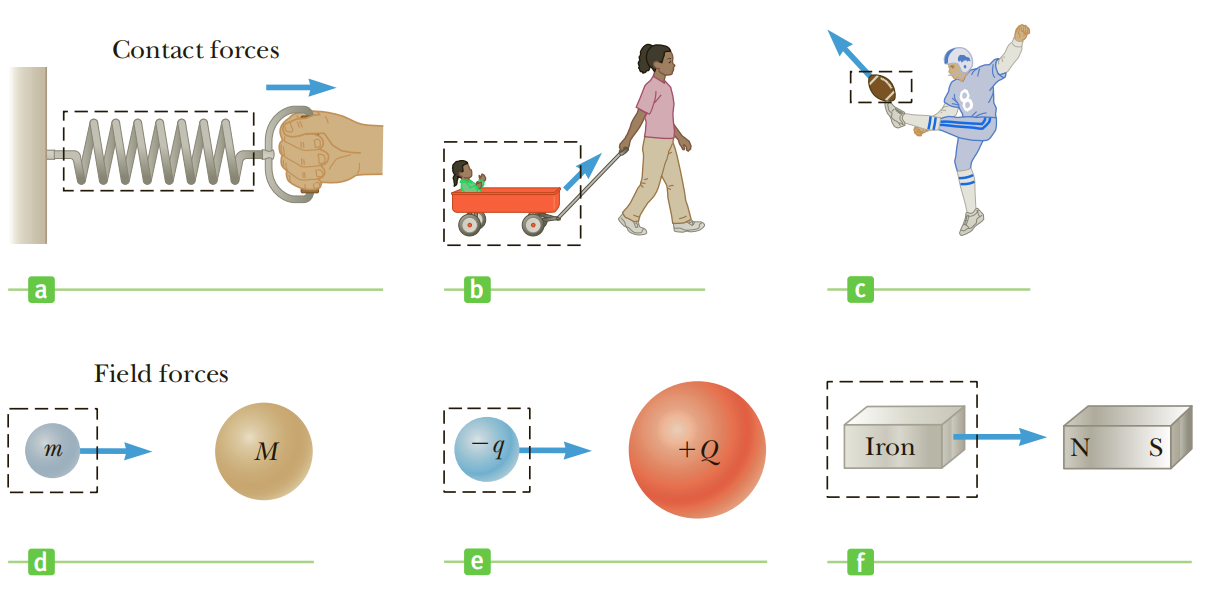 Contact forces
8
a
b
c
Field forces
m
M
−q
+Q
Iron
N S
d
e
f